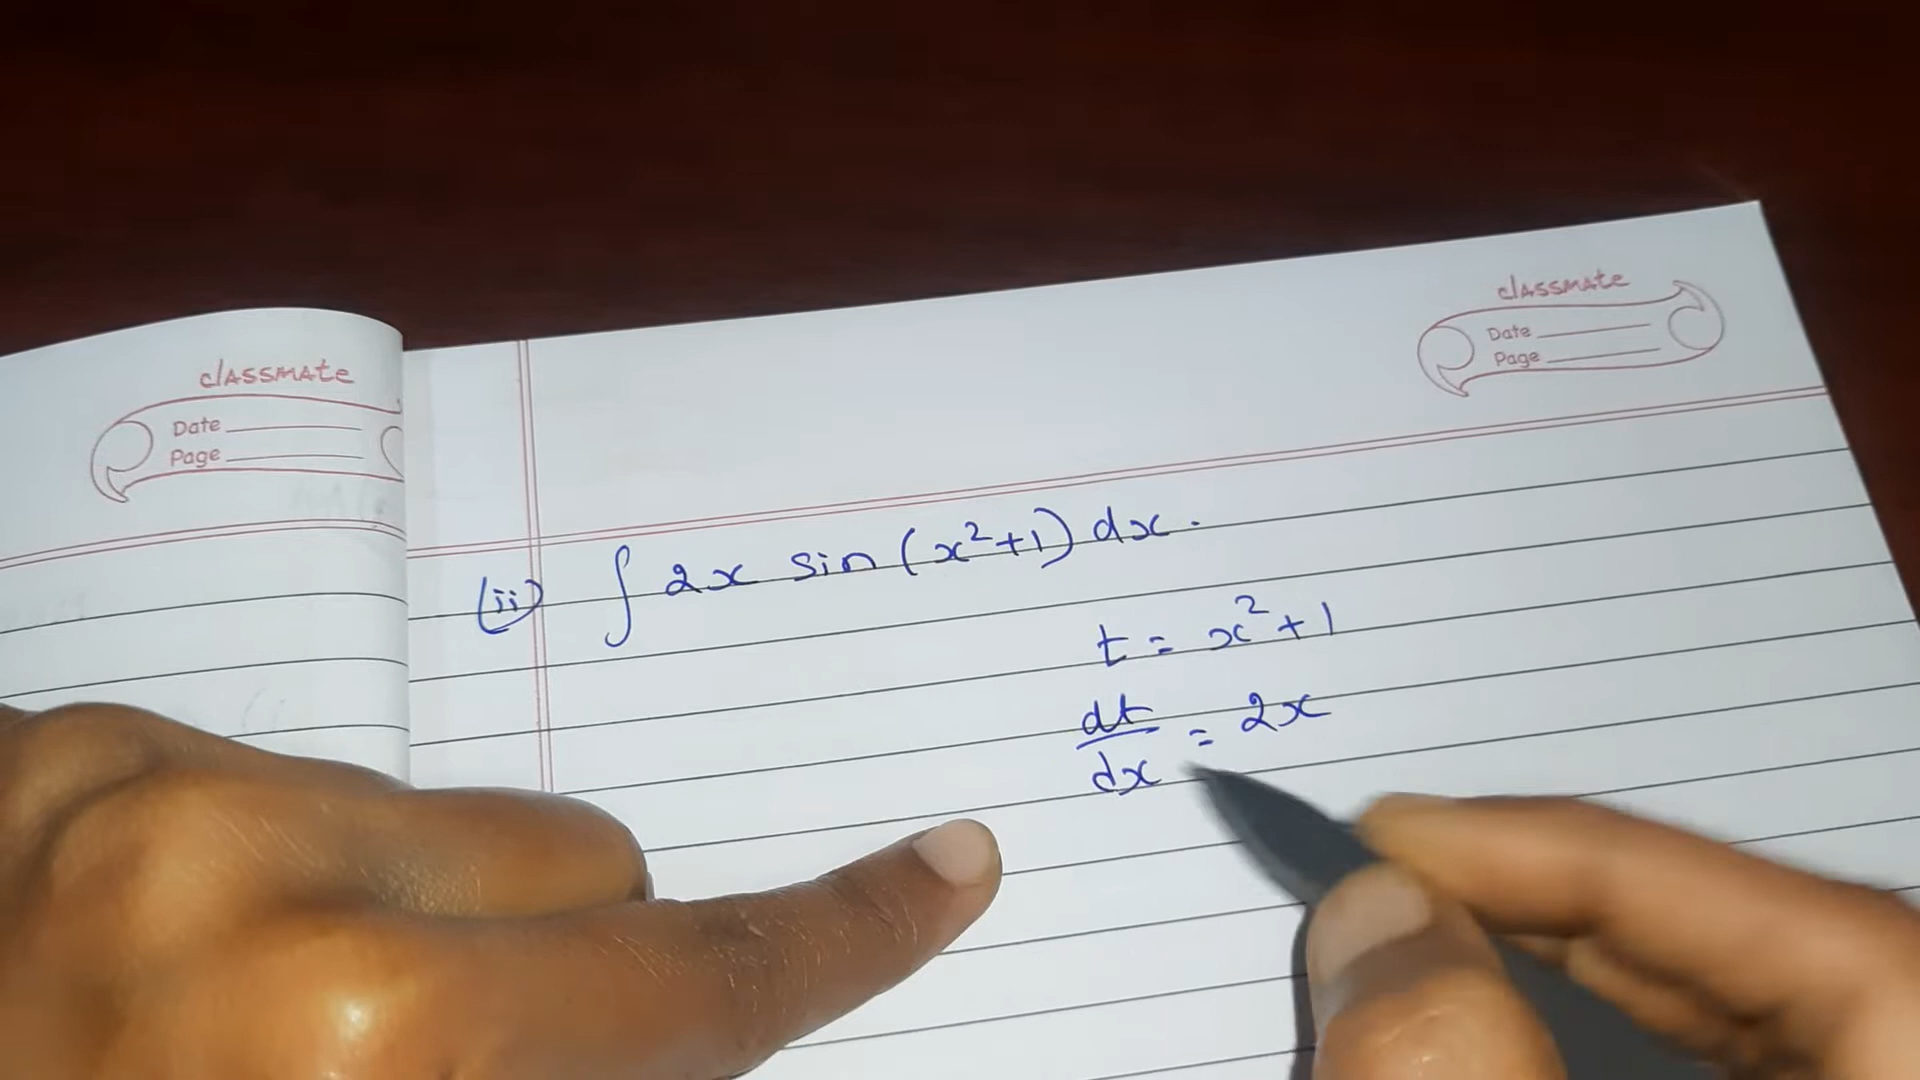 classmate
Date
Page
classmate
Date
Page
(ii) ∫ 2x sin (x²+1) dx.
t = x²+1
dt/dx = 2x